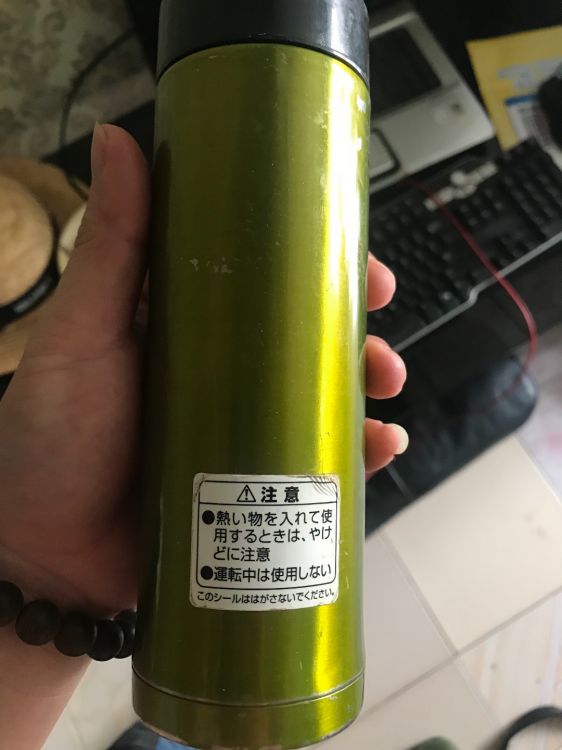 ⚠注意
●熱い物を入れて使
用するときは、やけ
どに注意
●運転中は使用しない
このシールははがさないでください。